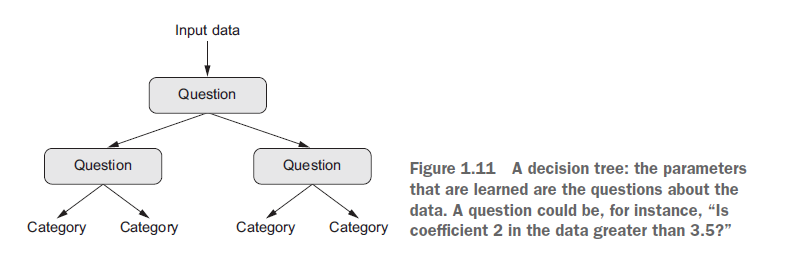 Input data
Question
Question
Question
Category
Category
Category
Category
Figure 1.11 A decision tree: the parameters
that are learned are the questions about the
data. A question could be, for instance, “Is
coefficient 2 in the data greater than 3.5?”